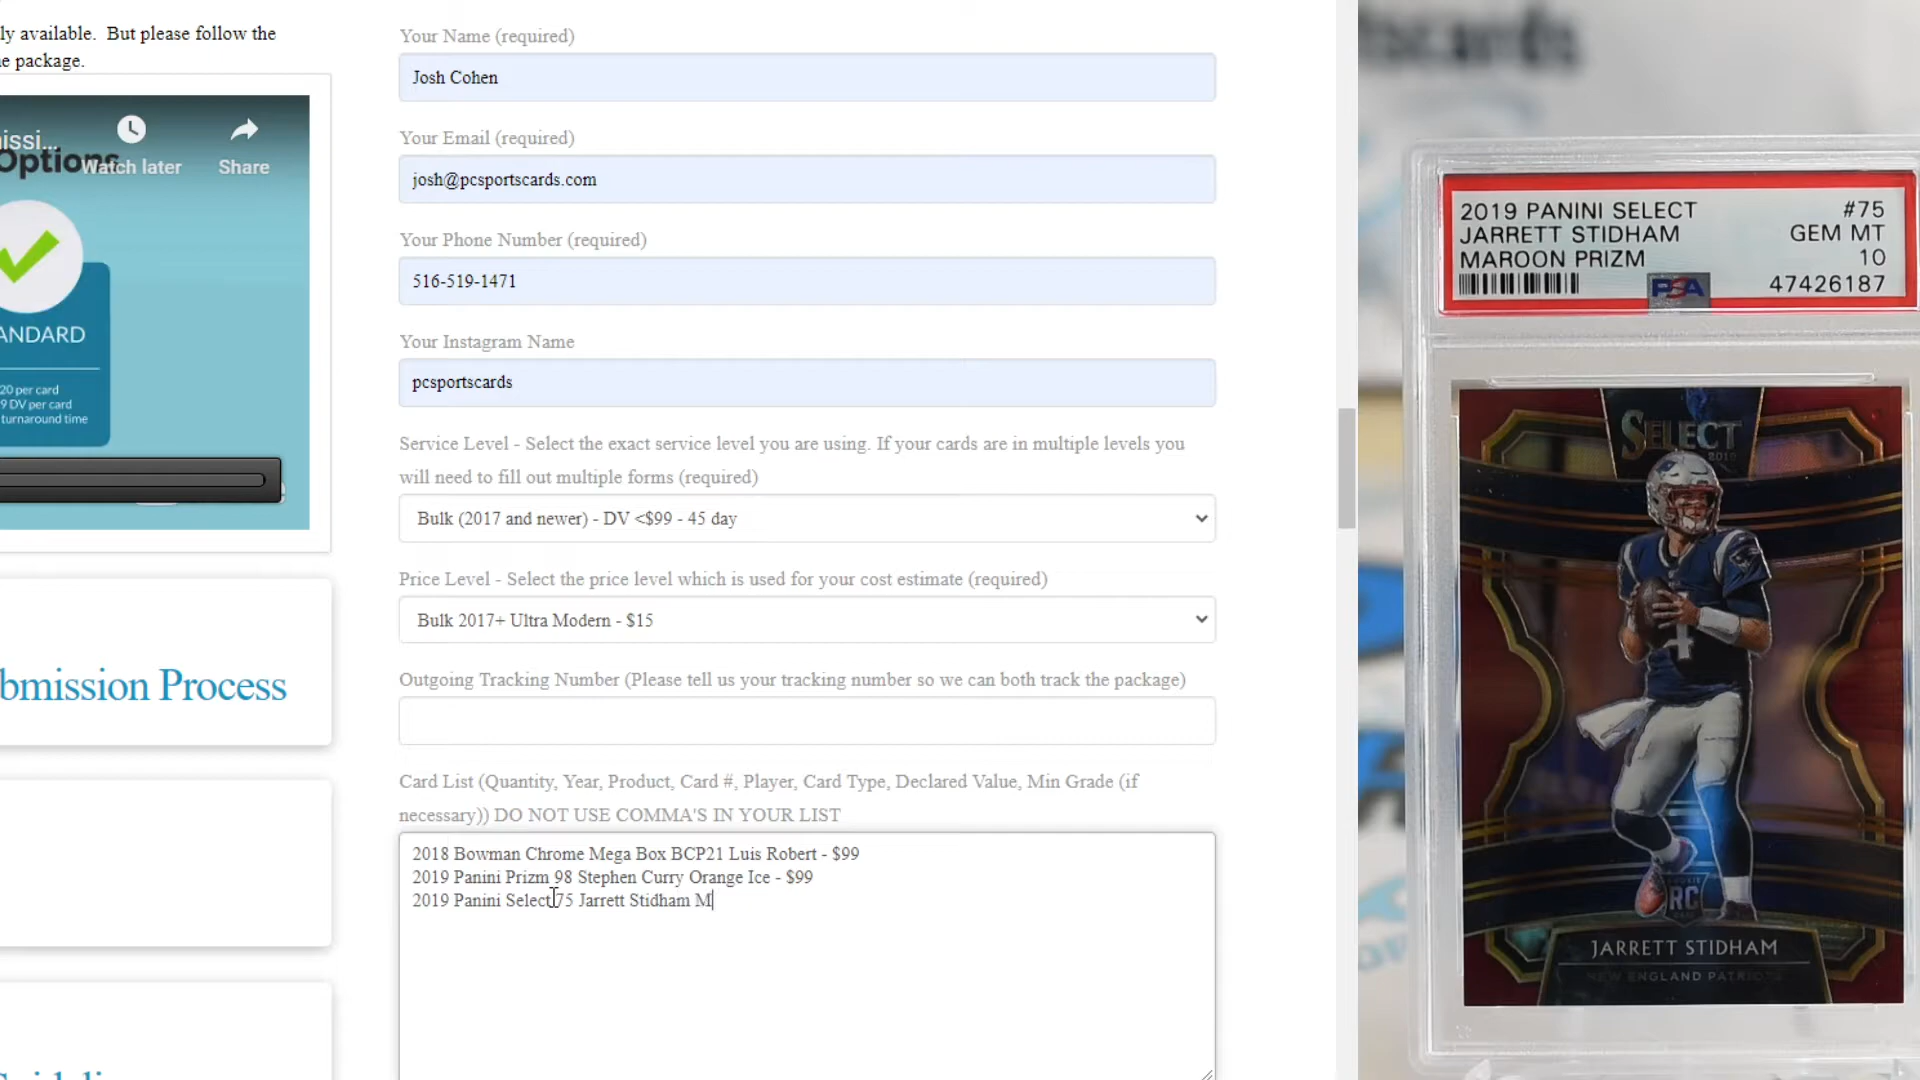 ly available. But please follow the
e package.
issi...
Options
Watch later
Share
ANDARD
20 per card
9 DV per card
turnaround time
bmission Process
Your Name (required)
Josh Cohen
Your Email (required)
josh@pcsportscards.com
Your Phone Number (required)
516-519-1471
Your Instagram Name
pcsportscards
Service Level - Select the exact service level you are using. If your cards are in multiple levels you
will need to fill out multiple forms (required)
Bulk (2017 and newer) - DV <$99 - 45 day
Price Level - Select the price level which is used for your cost estimate (required)
Bulk 2017+ Ultra Modern - $15
Outgoing Tracking Number (Please tell us your tracking number so we can both track the package)
Card List (Quantity, Year, Product, Card #, Player, Card Type, Declared Value, Min Grade (if
necessary)) DO NOT USE COMMA'S IN YOUR LIST
2018 Bowman Chrome Mega Box BCP21 Luis Robert - $99
2019 Panini Prizm 98 Stephen Curry Orange Ice - $99
2019 Panini Select 75 Jarrett Stidham M
tscards
2019 PANINI SELECT #75
JARRETT STIDHAM GEM MT
MAROON PRIZM 10
PSA 47426187
SELECT
2019
4
RC
JARRETT STIDHAM
NEW ENGLAND PATRIOTS